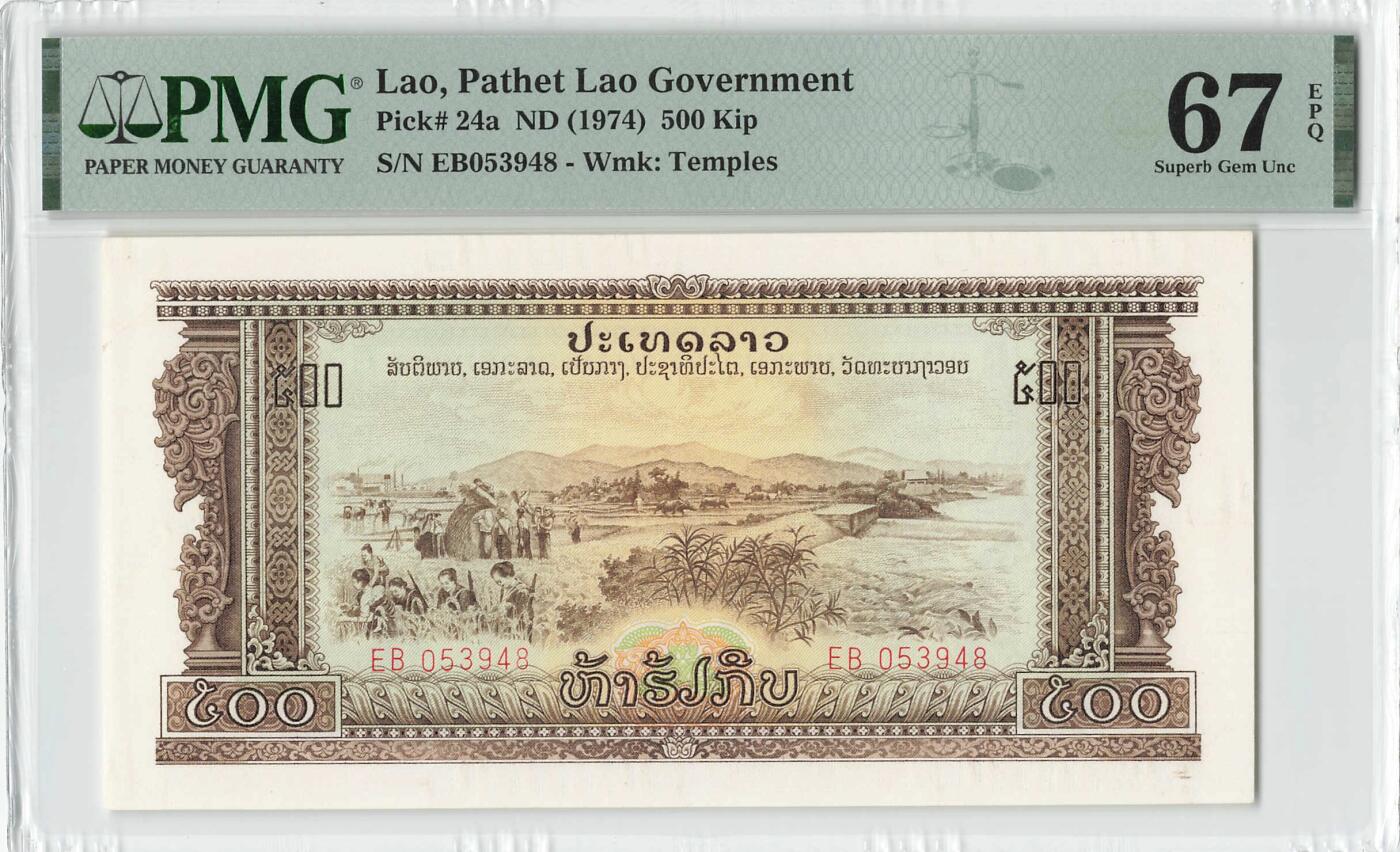 PMG®
PAPER MONEY GUARANTY
Lao, Pathet Lao Government
Pick# 24a ND (1974) 500 Kip
S/N EB053948 - Wmk: Temples
67
EPQ
Superb Gem Unc
ປະເທດລາວ
ສັນຕິພາບ, ເອກະລາດ, ເປັນກາງ, ປະຊາທິປະໄຕ, ເອກະພາບ, ວັດທະນາຖາວອນ
໕໐໐ ໕໐໐
EB 053948 EB 053948
ຫ້າຮ້ອຍກີບ
໕໐໐ ໕໐໐